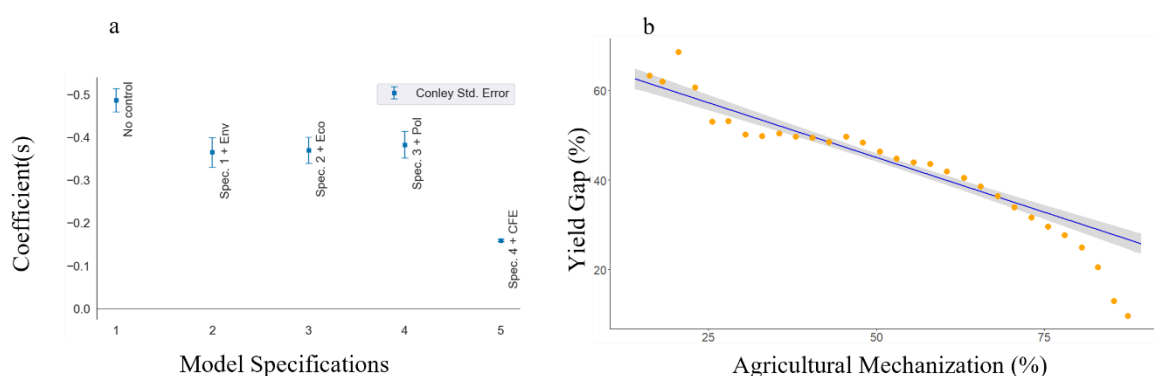 a
Coefficient(s)
−0.5
−0.4
−0.3
−0.2
−0.1
0.0
No control
Spec. 1 + Env
Spec. 2 + Eco
Spec. 3 + Pol
Spec. 4 + CFE
Conley Std. Error
1 2 3 4 5
Model Specifications
b
Yield Gap (%)
60
40
20
25 50 75
Agricultural Mechanization (%)